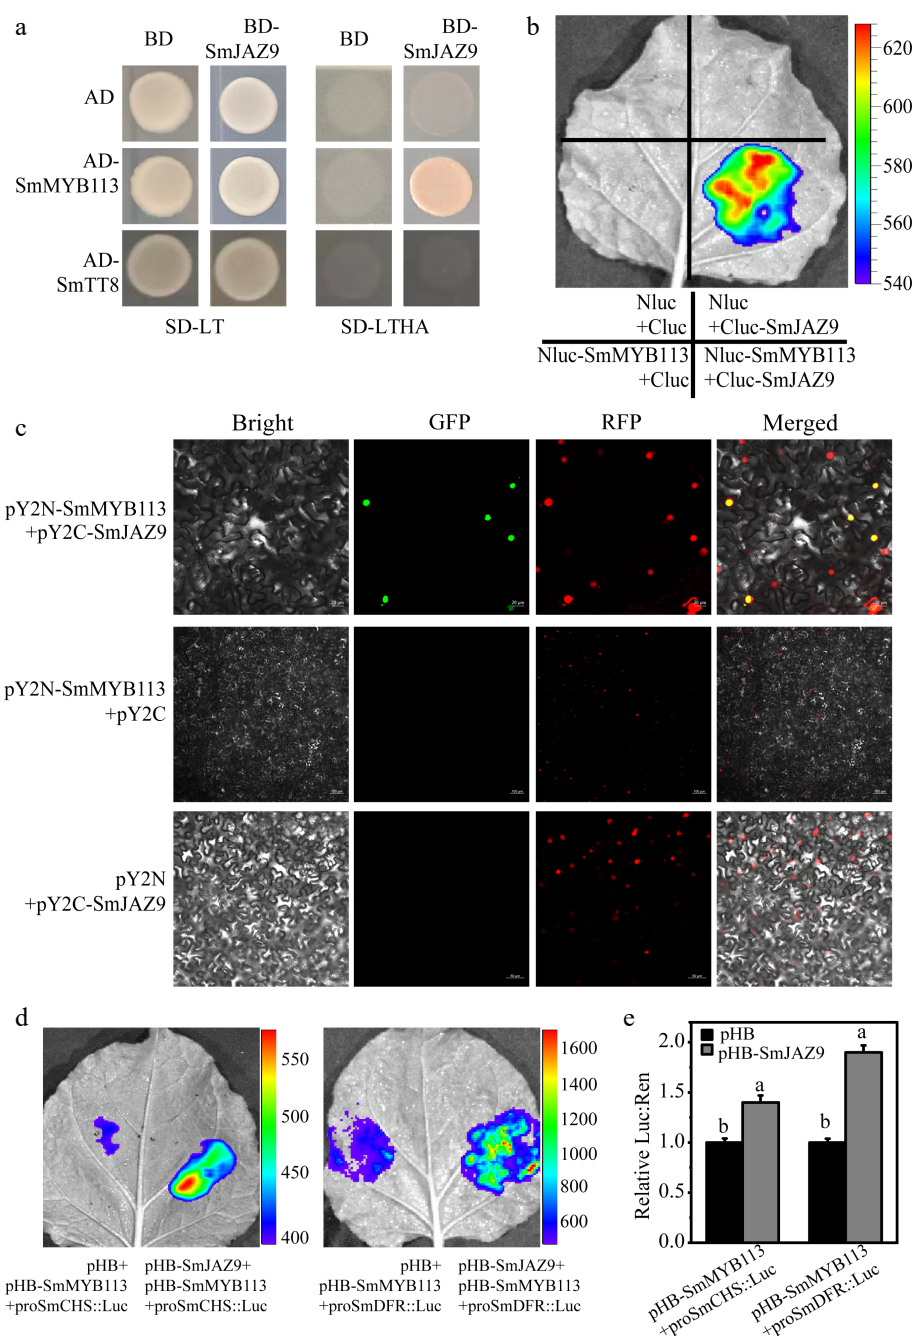 a
BD
BD-
SmJAZ9
BD
BD-
SmJAZ9
AD
AD-
SmMYB113
AD-
SmTT8
SD-LT
SD-LTHA
b
620
600
580
560
540
Nluc
+Cluc
Nluc
+Cluc-SmJAZ9
Nluc-SmMYB113
+Cluc
Nluc-SmMYB113
+Cluc-SmJAZ9
c
Bright
GFP
RFP
Merged
pY2N-SmMYB113
+pY2C-SmJAZ9
pY2N-SmMYB113
+pY2C
pY2N
+pY2C-SmJAZ9
d
550
500
450
400
1600
1400
1200
1000
800
600
pHB+
pHB-SmMYB113
+proSmCHS::Luc
pHB-SmJAZ9+
pHB-SmMYB113
+proSmCHS::Luc
pHB+
pHB-SmMYB113
+proSmDFR::Luc
pHB-SmJAZ9+
pHB-SmMYB113
+proSmDFR::Luc
e
Relative Luc:Ren
2.0
1.5
1.0
0.5
0.0
pHB
pHB-SmJAZ9
b
a
b
a
pHB-SmMYB113
+proSmCHS::Luc
pHB-SmMYB113
+proSmDFR::Luc